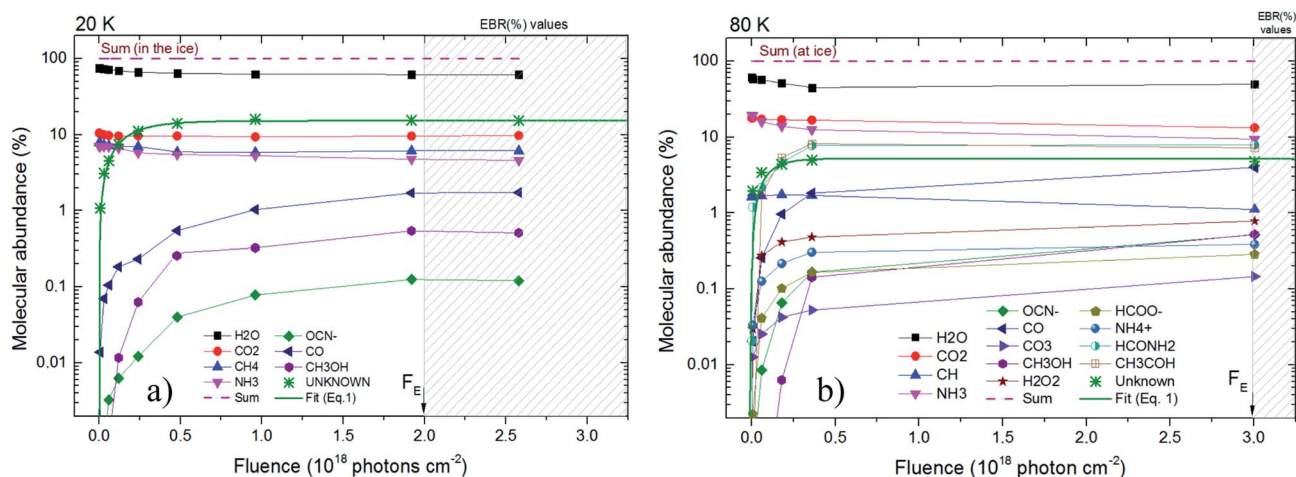 20 K
EBR(%) values
Sum (in the ice)
100
10
1
0.1
0.01
Molecular abundance (%)
H2O
CO2
CH4
NH3
Sum
OCN-
CO
CH3OH
UNKNOWN
Fit (Eq.1)
a)
F_E
0.0 0.5 1.0 1.5 2.0 2.5 3.0
Fluence (10^18 photons cm^-2)
80 K
EBR(%)
values
Sum (at ice)
100
10
1
0.1
0.01
Molecular abundance (%)
H2O
CO2
CH
NH3
OCN-
CO
CO3
CH3OH
H2O2
Sum
HCOO-
NH4+
HCONH2
CH3COH
Unknown
Fit (Eq. 1)
b)
F_E
0.0 0.5 1.0 1.5 2.0 2.5 3.0
Fluence (10^18 photon cm^-2)